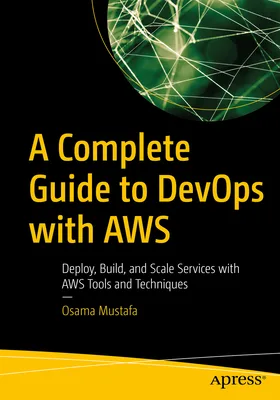 A Complete
Guide to DevOps
with AWS
Deploy, Build, and Scale Services with
AWS Tools and Techniques
Osama Mustafa
Apress®